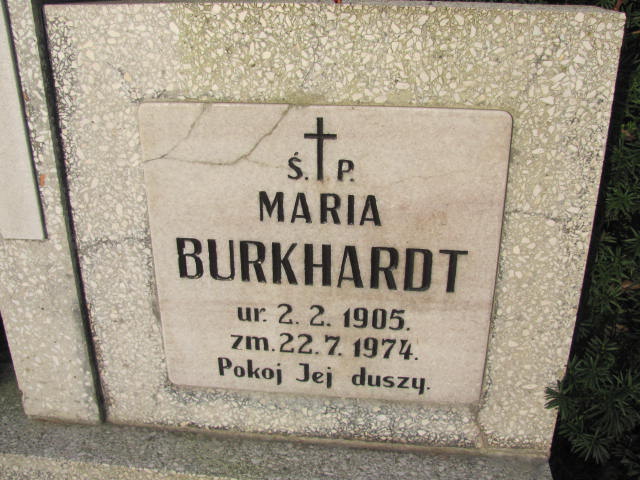 Ś. P.
MARIA
BURKHARDT
ur. 2. 2. 1905.
zm. 22. 7. 1974.
Pokoj Jej duszy.